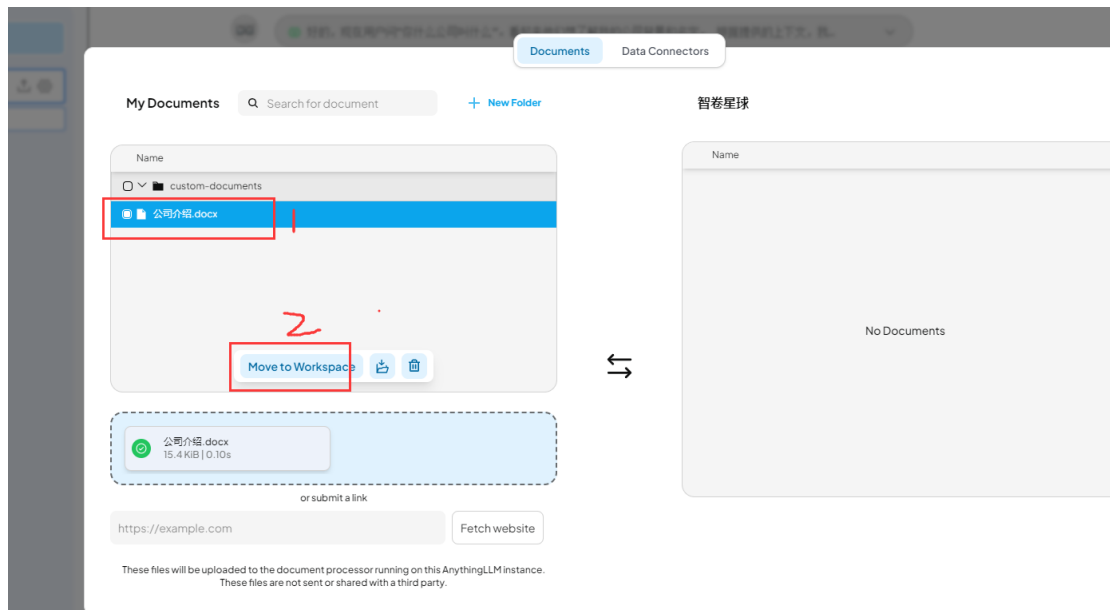 Documents
Data Connectors
My Documents
Search for document
+ New Folder
智卷星球
Name
custom-documents
公司介绍.docx
1
2
Move to Workspace
Name
No Documents
公司介绍.docx
15.4 KiB | 0.10s
or submit a link
https://example.com
Fetch website
These files will be uploaded to the document processor running on this AnythingLLM instance.
These files are not sent or shared with a third party.